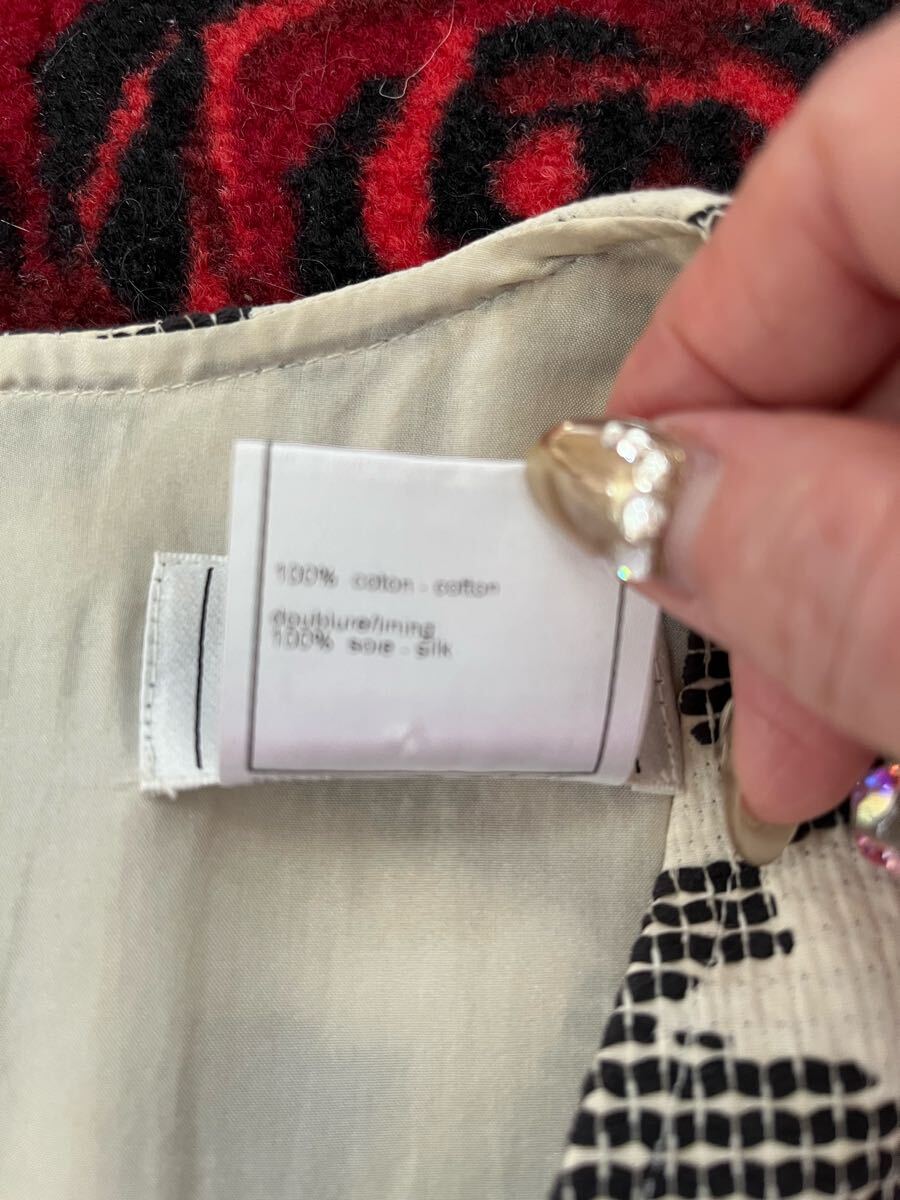 100% coton - cotton
doublure/lining
100% soie - silk